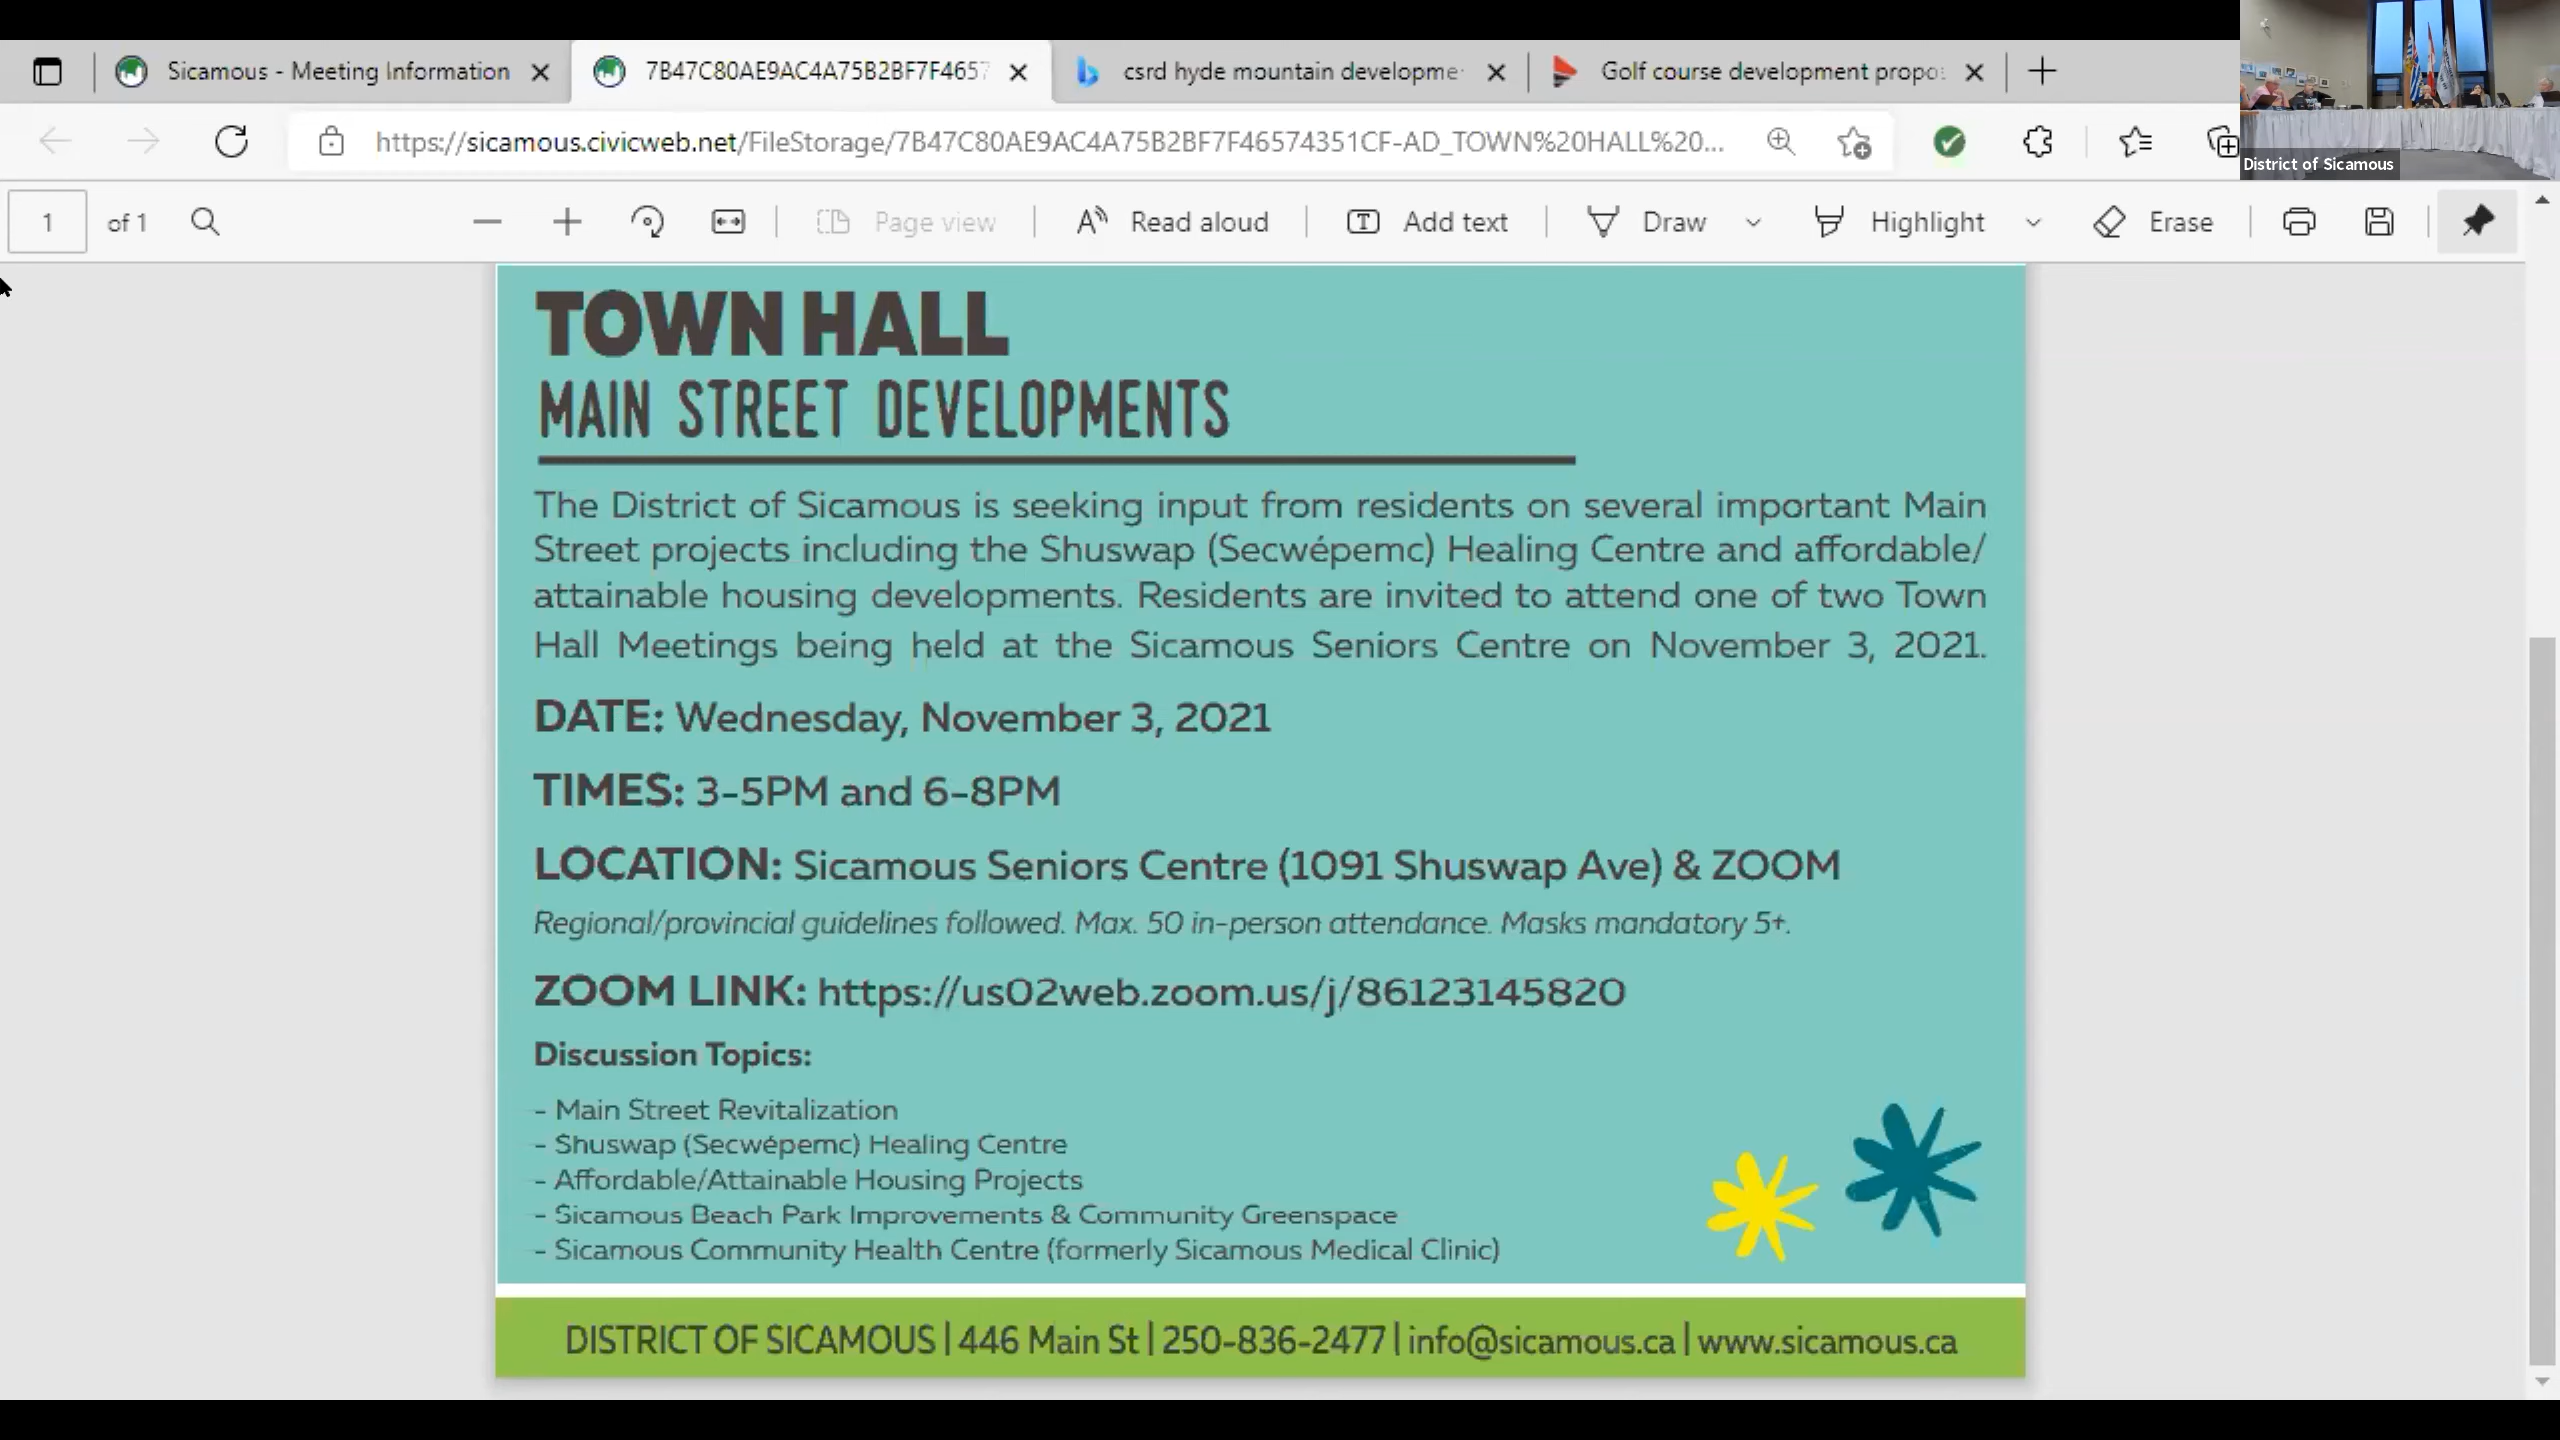 Sicamous - Meeting Information
7B47C80AE9AC4A75B2BF7F4657
csrd hyde mountain developme
Golf course development propo
https://sicamous.civicweb.net/FileStorage/7B47C80AE9AC4A75B2BF7F46574351CF-AD_TOWN%20HALL%20...
District of Sicamous
1 of 1
Page view
Read aloud
Add text
Draw
Highlight
Erase
TOWN HALL
MAIN STREET DEVELOPMENTS
The District of Sicamous is seeking input from residents on several important Main
Street projects including the Shuswap (Secwépemc) Healing Centre and affordable/
attainable housing developments. Residents are invited to attend one of two Town
Hall Meetings being held at the Sicamous Seniors Centre on November 3, 2021.
DATE: Wednesday, November 3, 2021
TIMES: 3-5PM and 6-8PM
LOCATION: Sicamous Seniors Centre (1091 Shuswap Ave) & ZOOM
Regional/provincial guidelines followed. Max. 50 in-person attendance. Masks mandatory 5+.
ZOOM LINK: https://us02web.zoom.us/j/86123145820
Discussion Topics:
- Main Street Revitalization
- Shuswap (Secwépemc) Healing Centre
- Affordable/Attainable Housing Projects
- Sicamous Beach Park Improvements & Community Greenspace
- Sicamous Community Health Centre (formerly Sicamous Medical Clinic)
DISTRICT OF SICAMOUS | 446 Main St | 250-836-2477 | info@sicamous.ca | www.sicamous.ca